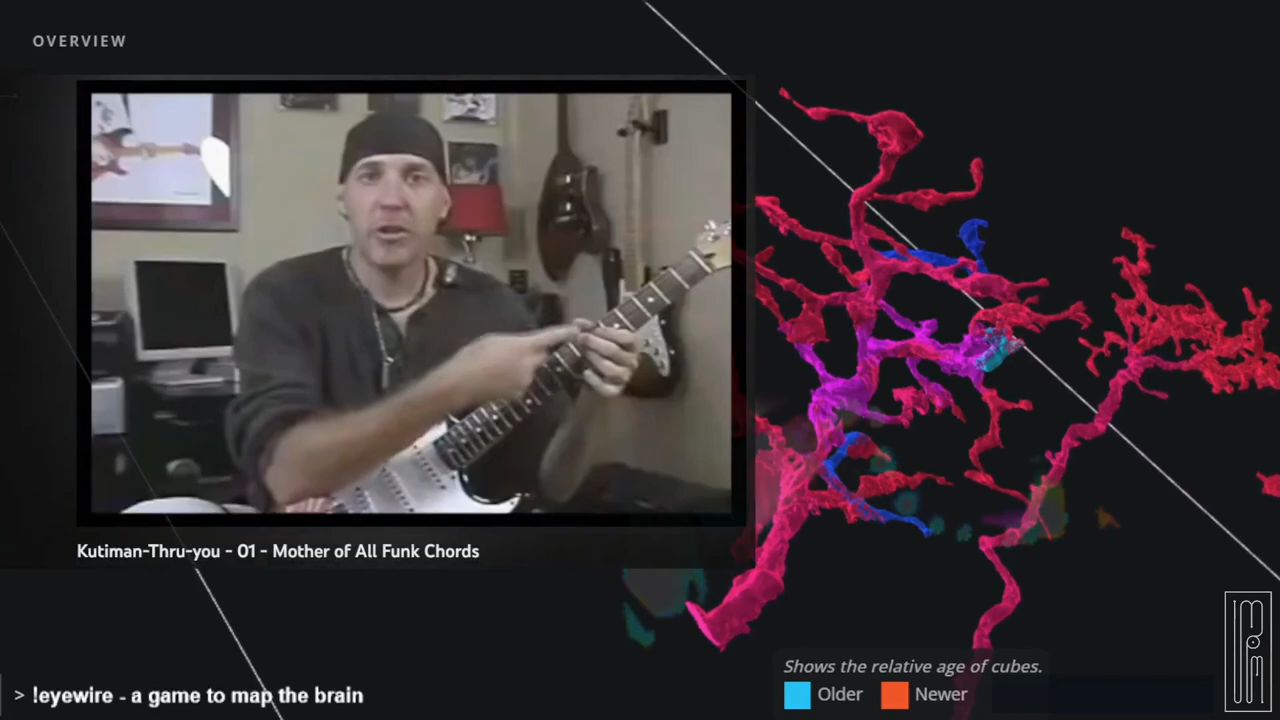 OVERVIEW
Kutiman-Thru-you - 01 - Mother of All Funk Chords
Shows the relative age of cubes.
Older
Newer
> !eyewire - a game to map the brain